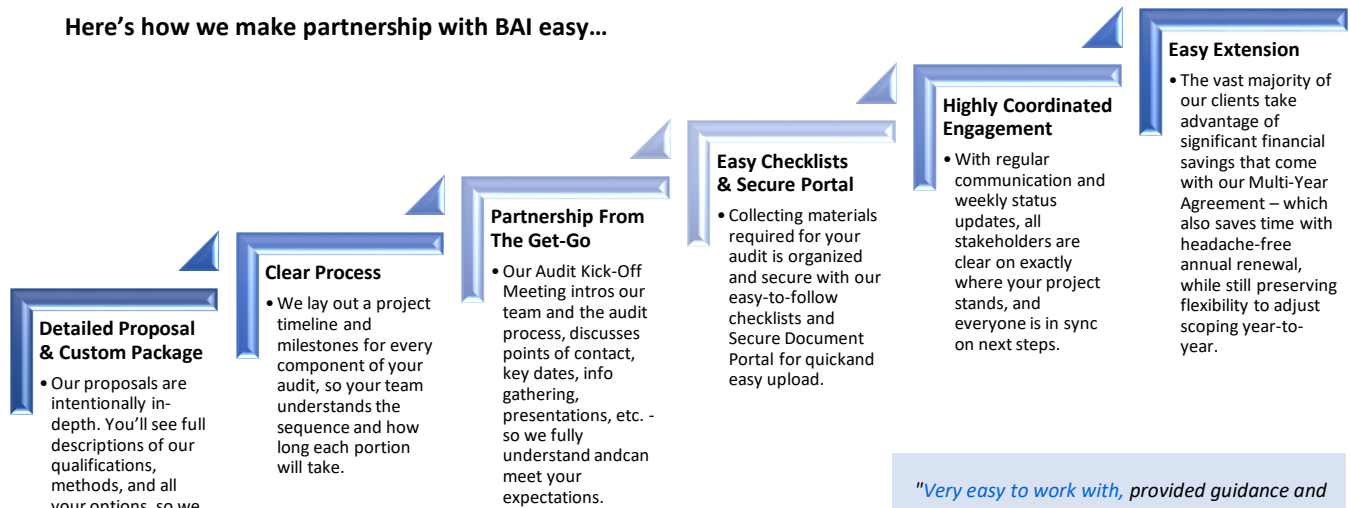 Here's how we make partnership with BAI easy…
Detailed Proposal
& Custom Package
• Our proposals are
intentionally in-
depth. You'll see full
descriptions of our
qualifications,
methods, and all
your options, so we
Clear Process
• We lay out a project
timeline and
milestones for every
component of your
audit, so your team
understands the
sequence and how
long each portion
will take.
Partnership From
The Get-Go
• Our Audit Kick-Off
Meeting intros our
team and the audit
process, discusses
points of contact,
key dates, info
gathering,
presentations, etc. -
so we fully
understand andcan
meet your
expectations.
Easy Checklists
& Secure Portal
• Collecting materials
required for your
audit is organized
and secure with our
easy-to-follow
checklists and
Secure Document
Portal for quickand
easy upload.
Highly Coordinated
Engagement
• With regular
communication and
weekly status
updates, all
stakeholders are
clear on exactly
where your project
stands, and
everyone is in sync
on next steps.
Easy Extension
• The vast majority of
our clients take
advantage of
significant financial
savings that come
with our Multi-Year
Agreement – which
also saves time with
headache-free
annual renewal,
while still preserving
flexibility to adjust
scoping year-to-
year.
"Very easy to work with, provided guidance and